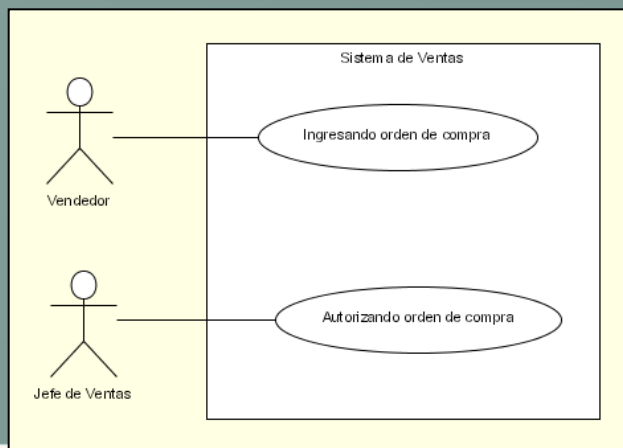 Sistema de Ventas
Ingresando orden de compra
Vendedor
Autorizando orden de compra
Jefe de Ventas